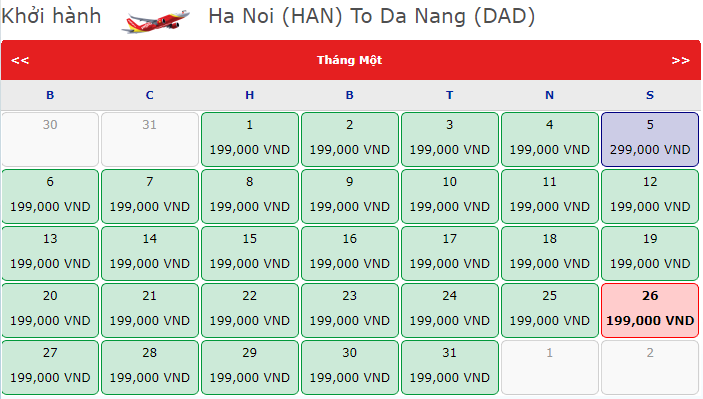 Khởi hành Ha Noi (HAN) To Da Nang (DAD)
<< Tháng Một >>
B C H B T N S
30 31 1 2 3 4 5
199,000 VND 199,000 VND 199,000 VND 199,000 VND 299,000 VND
6 7 8 9 10 11 12
199,000 VND 199,000 VND 199,000 VND 199,000 VND 199,000 VND 199,000 VND 199,000 VND
13 14 15 16 17 18 19
199,000 VND 199,000 VND 199,000 VND 199,000 VND 199,000 VND 199,000 VND 199,000 VND
20 21 22 23 24 25 26
199,000 VND 199,000 VND 199,000 VND 199,000 VND 199,000 VND 199,000 VND 199,000 VND
27 28 29 30 31 1 2
199,000 VND 199,000 VND 199,000 VND 199,000 VND 199,000 VND